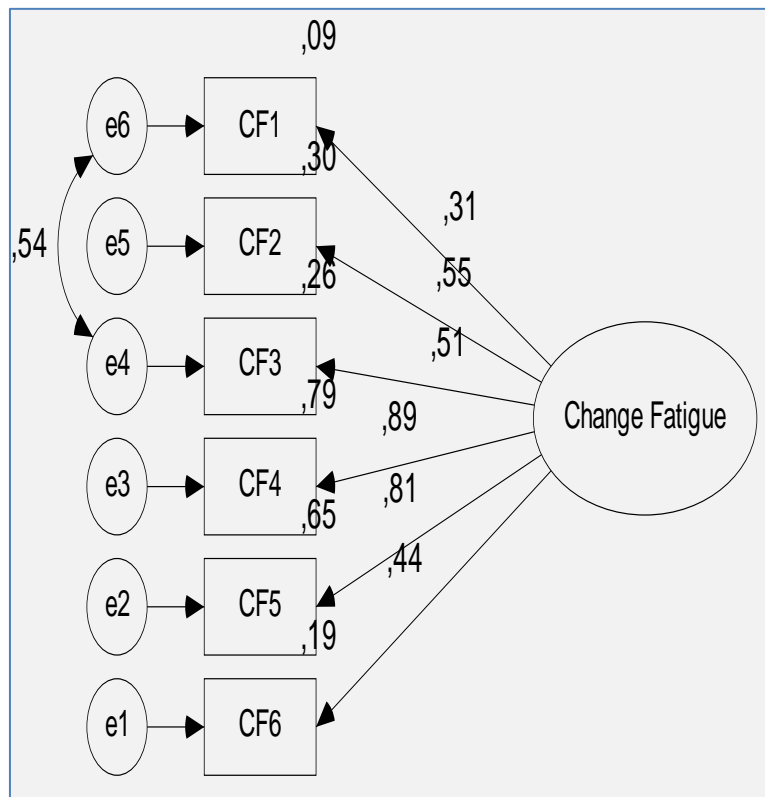 ,09
e6
CF1
,30
,31
,54
e5
CF2
,26
,55
,51
e4
CF3
,79
,89
Change Fatigue
e3
CF4
,65
,81
e2
CF5
,19
,44
e1
CF6